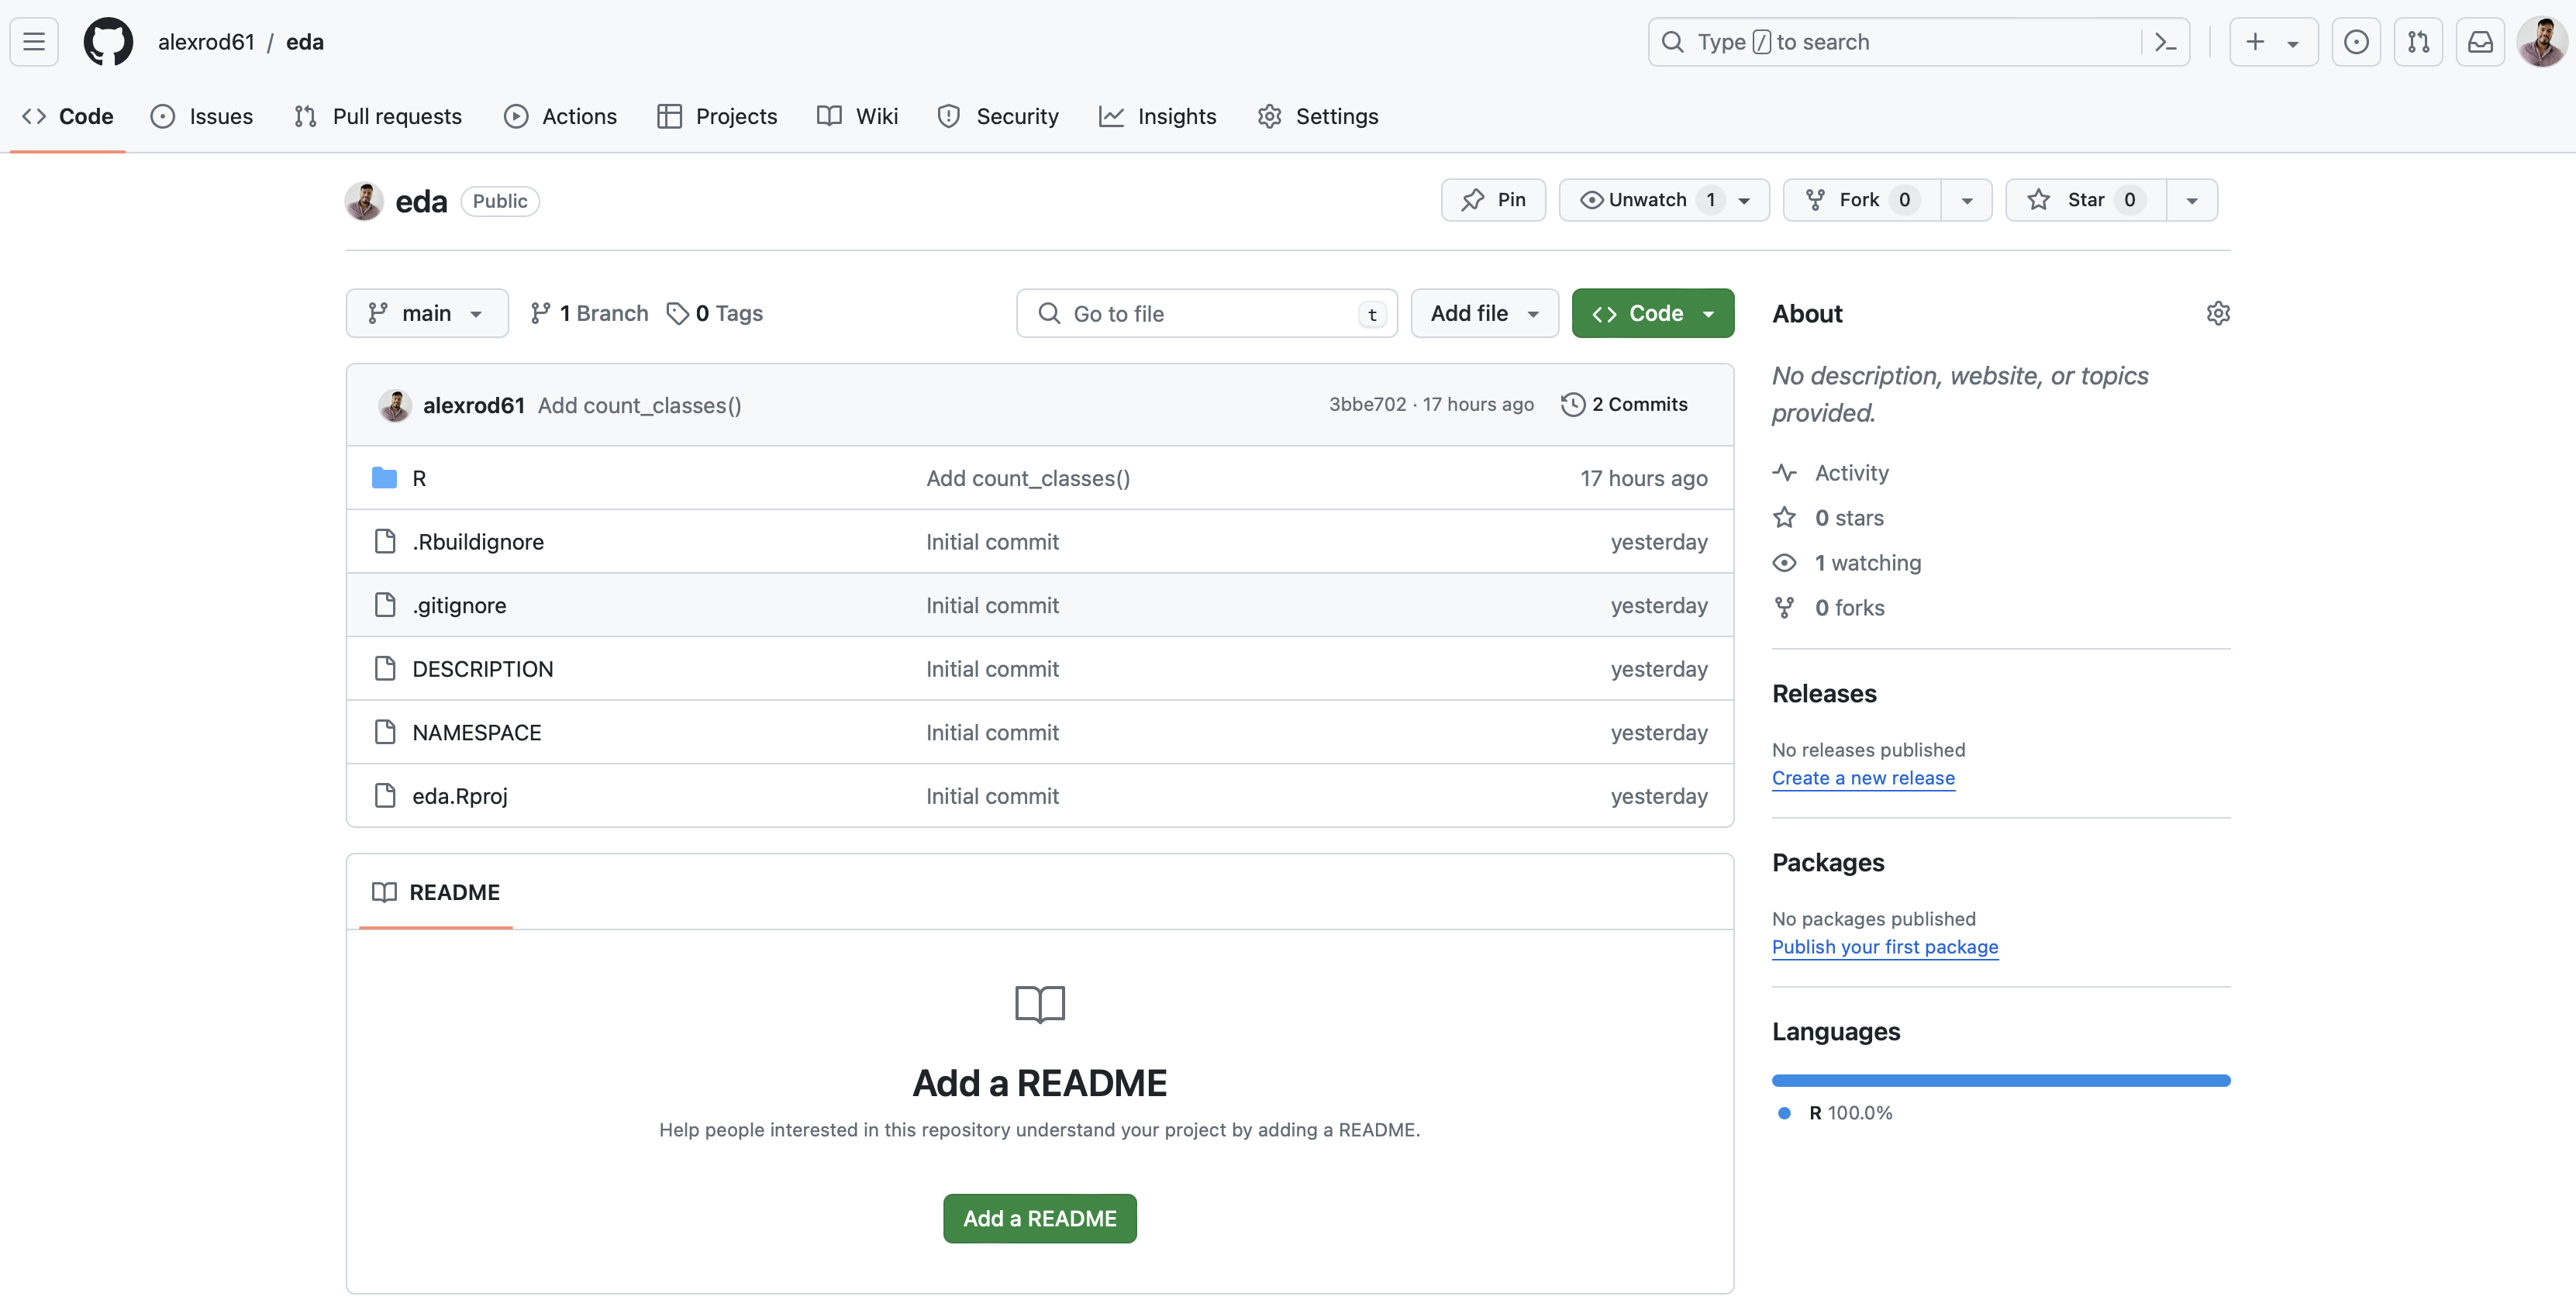 alexrod61 / eda
Type / to search
Code Issues Pull requests Actions Projects Wiki Security Insights Settings
eda Public
Pin Unwatch 1 Fork 0 Star 0
main 1 Branch 0 Tags
Go to file t Add file Code
alexrod61 Add count_classes() 3bbe702 · 17 hours ago 2 Commits
R Add count_classes() 17 hours ago
.Rbuildignore Initial commit yesterday
.gitignore Initial commit yesterday
DESCRIPTION Initial commit yesterday
NAMESPACE Initial commit yesterday
eda.Rproj Initial commit yesterday
README
Add a README
Help people interested in this repository understand your project by adding a README.
Add a README
About
No description, website, or topics
provided.
Activity
0 stars
1 watching
0 forks
Releases
No releases published
Create a new release
Packages
No packages published
Publish your first package
Languages
R 100.0%